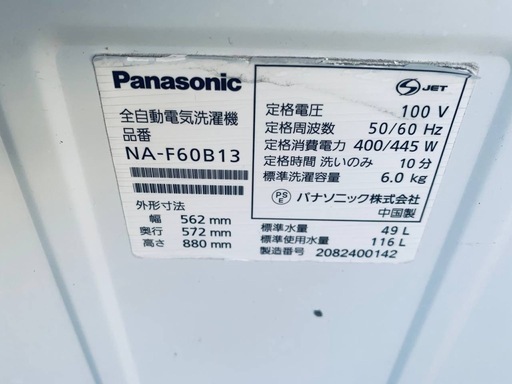 Panasonic
全自動電気洗濯機
品番
NA-F60B13
外形寸法
幅 562 mm
奥行 572 mm
高さ 880 mm
S JET
定格電圧 100 V
定格周波数 50/60 Hz
定格消費電力 400/445 W
定格時間 洗いのみ 10分
標準洗濯容量 6.0 kg
PS E パナソニック株式会社
中国製
標準水量 49 L
標準使用水量 116 L
製造番号 2082400142